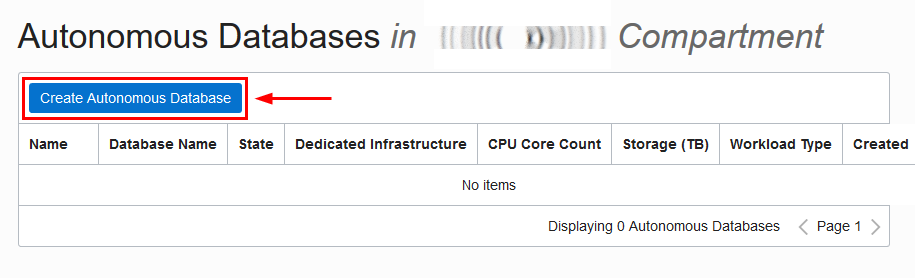 Autonomous Databases in Compartment
Create Autonomous Database
Name Database Name State Dedicated Infrastructure CPU Core Count Storage (TB) Workload Type Created
No items
Displaying 0 Autonomous Databases Page 1